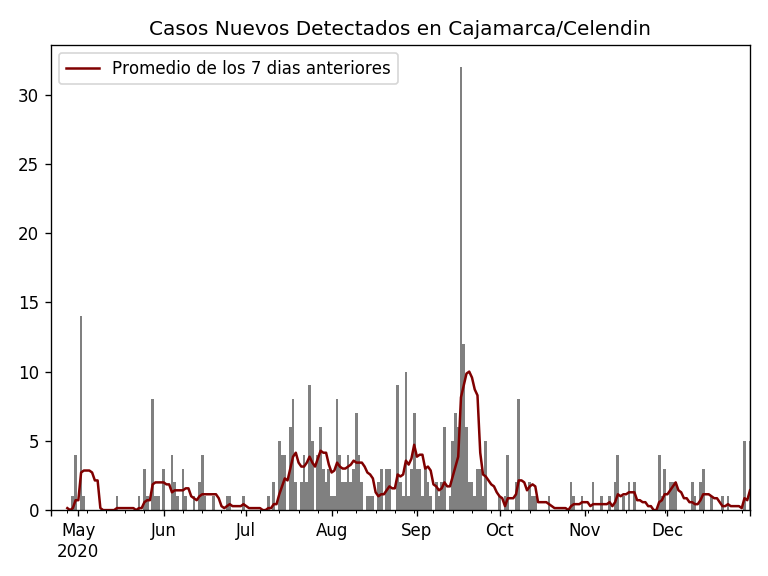 Casos Nuevos Detectados en Cajamarca/Celendin
Promedio de los 7 dias anteriores
30
25
20
15
10
5
0
May Jun Jul Aug Sep Oct Nov Dec
2020